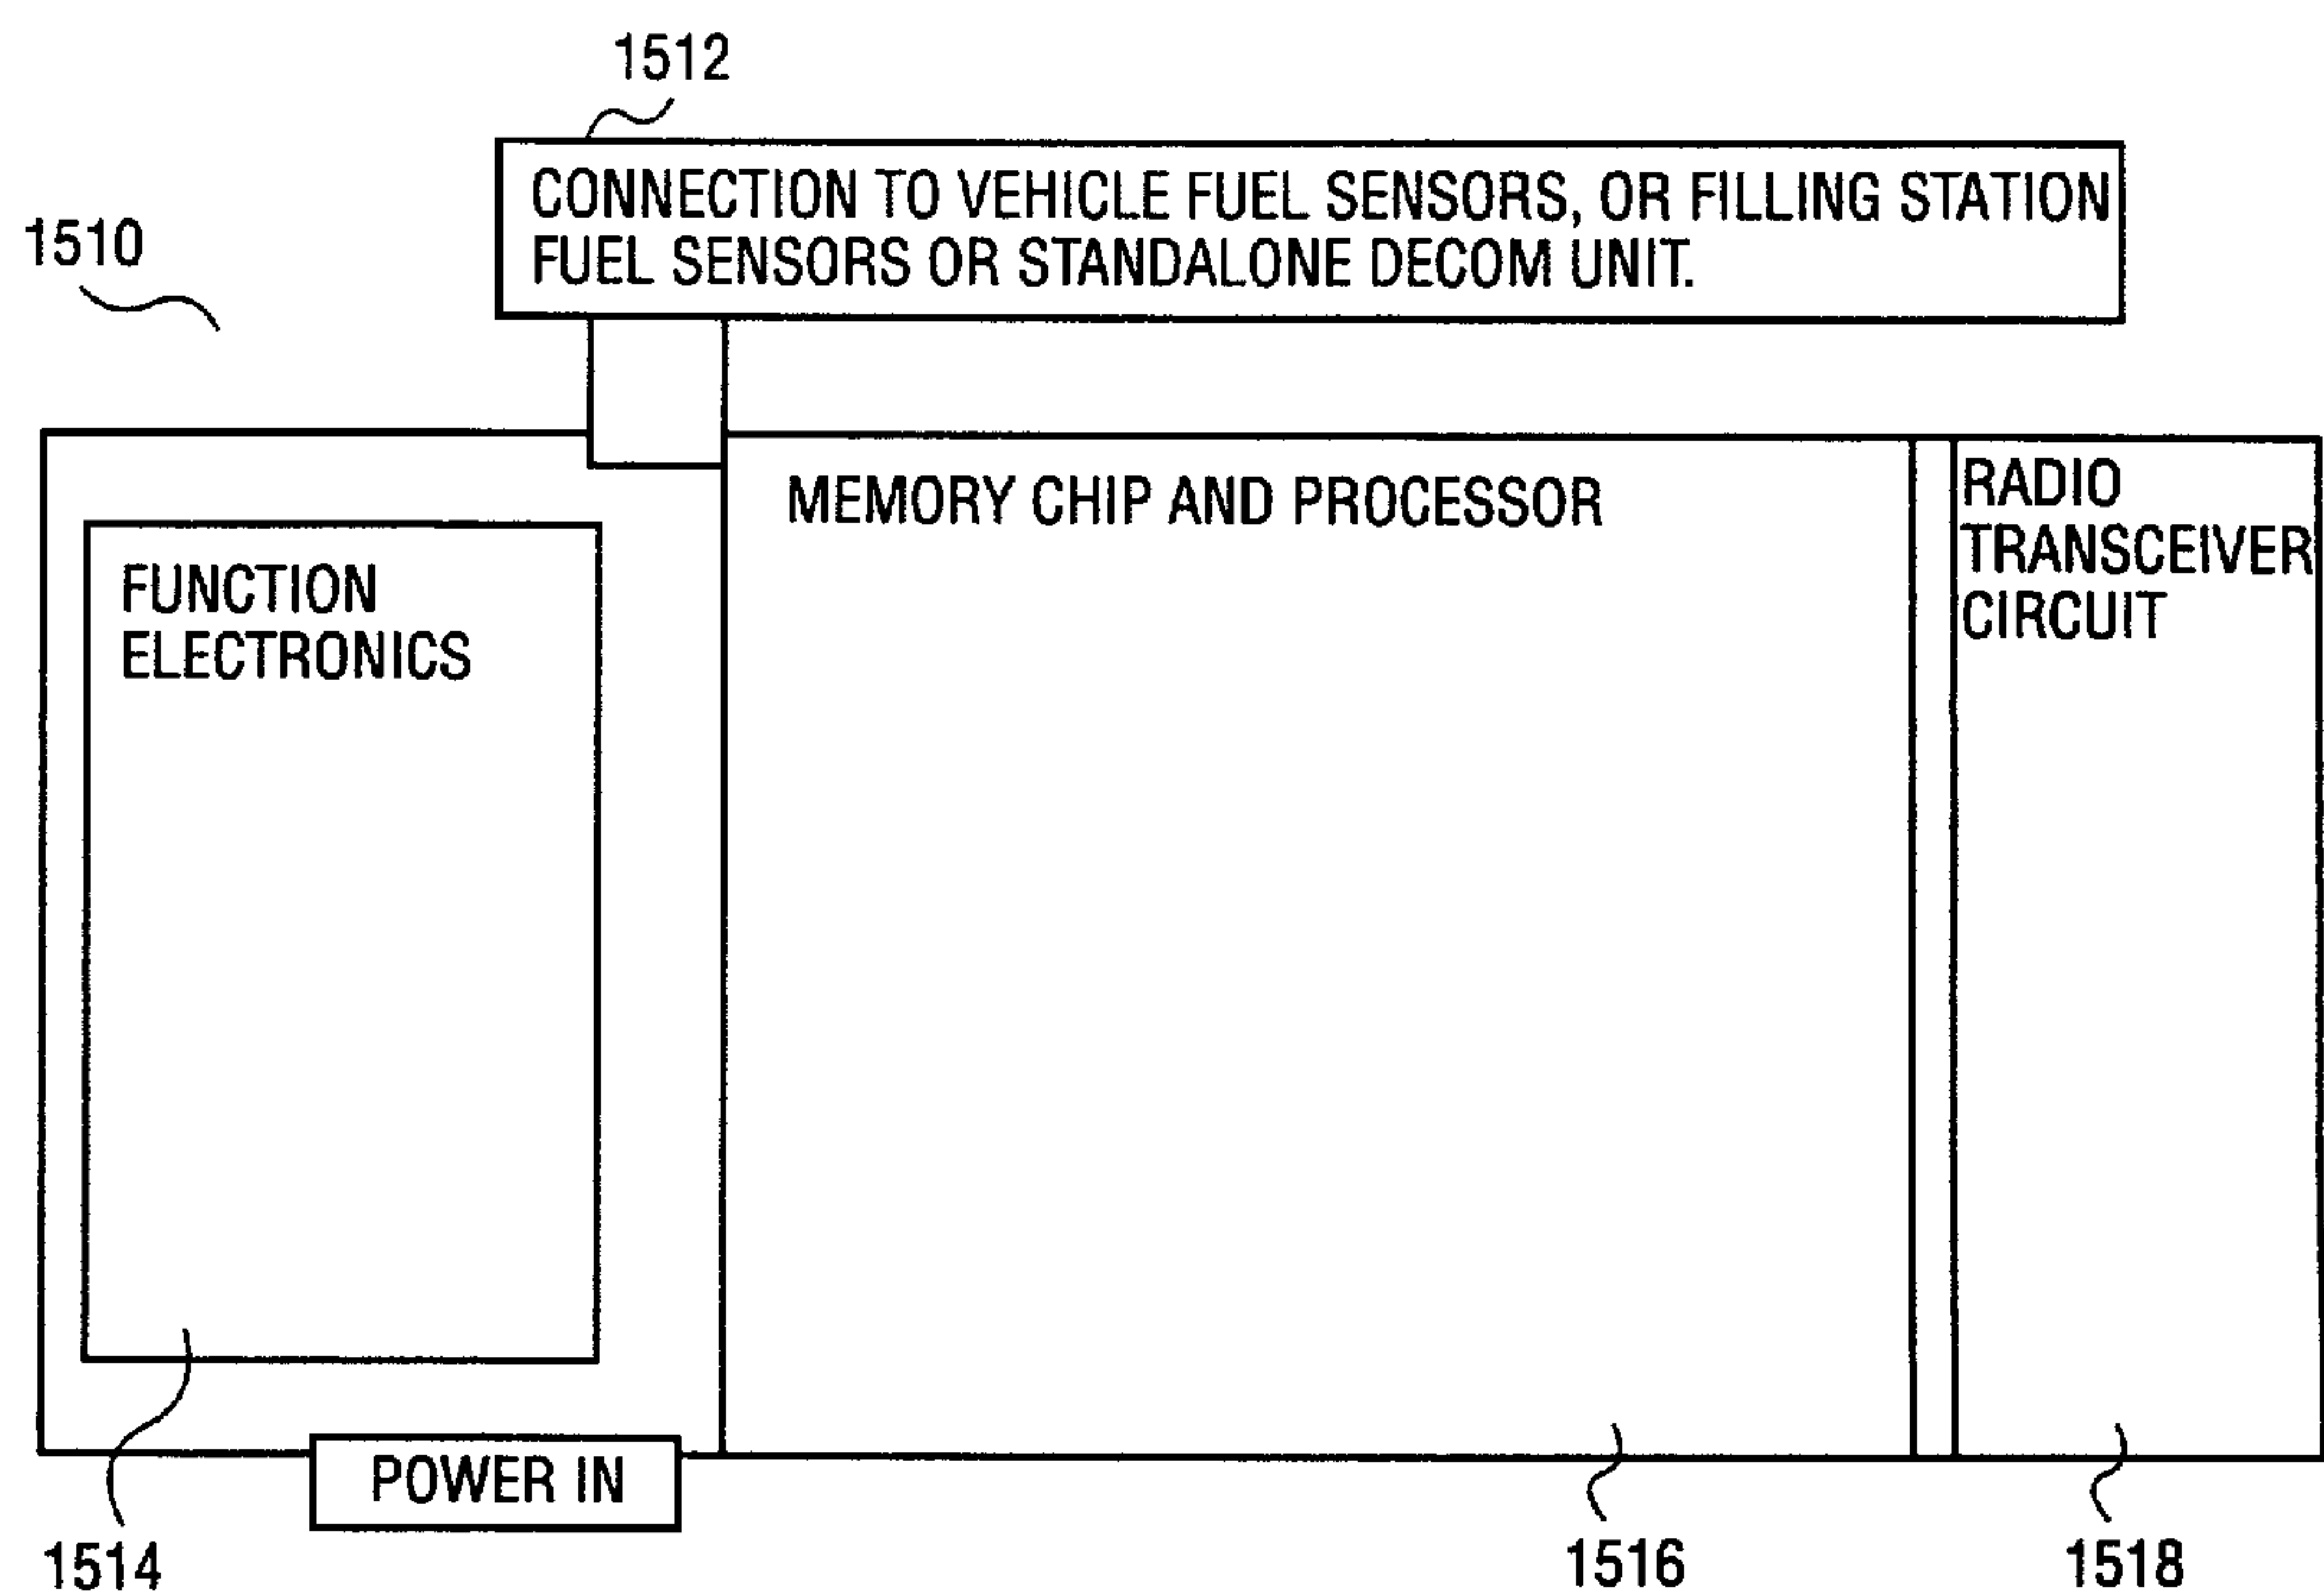 1512
CONNECTION TO VEHICLE FUEL SENSORS, OR FILLING STATION
FUEL SENSORS OR STANDALONE DECOM UNIT.
1510
MEMORY CHIP AND PROCESSOR
RADIO
TRANSCEIVER
CIRCUIT
FUNCTION
ELECTRONICS
POWER IN
1514
1516
1518